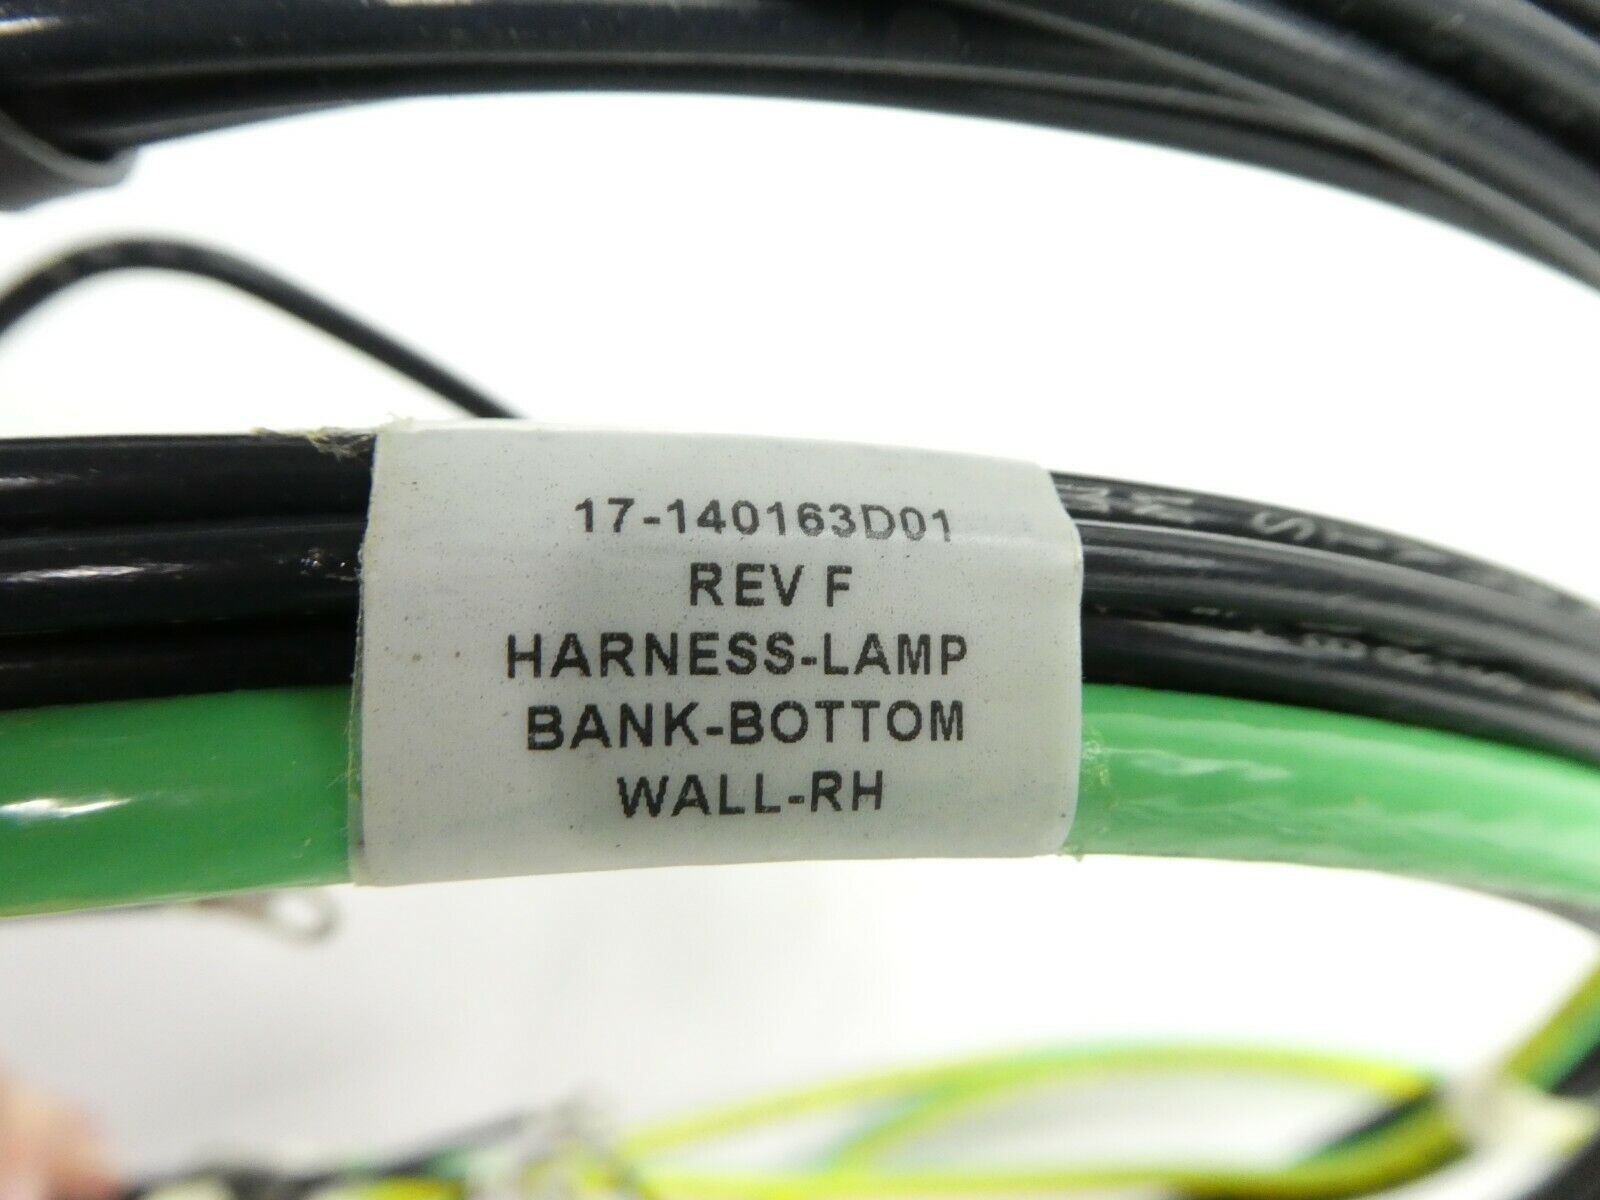 17-140163D01
REV F
HARNESS-LAMP
BANK-BOTTOM
WALL-RH